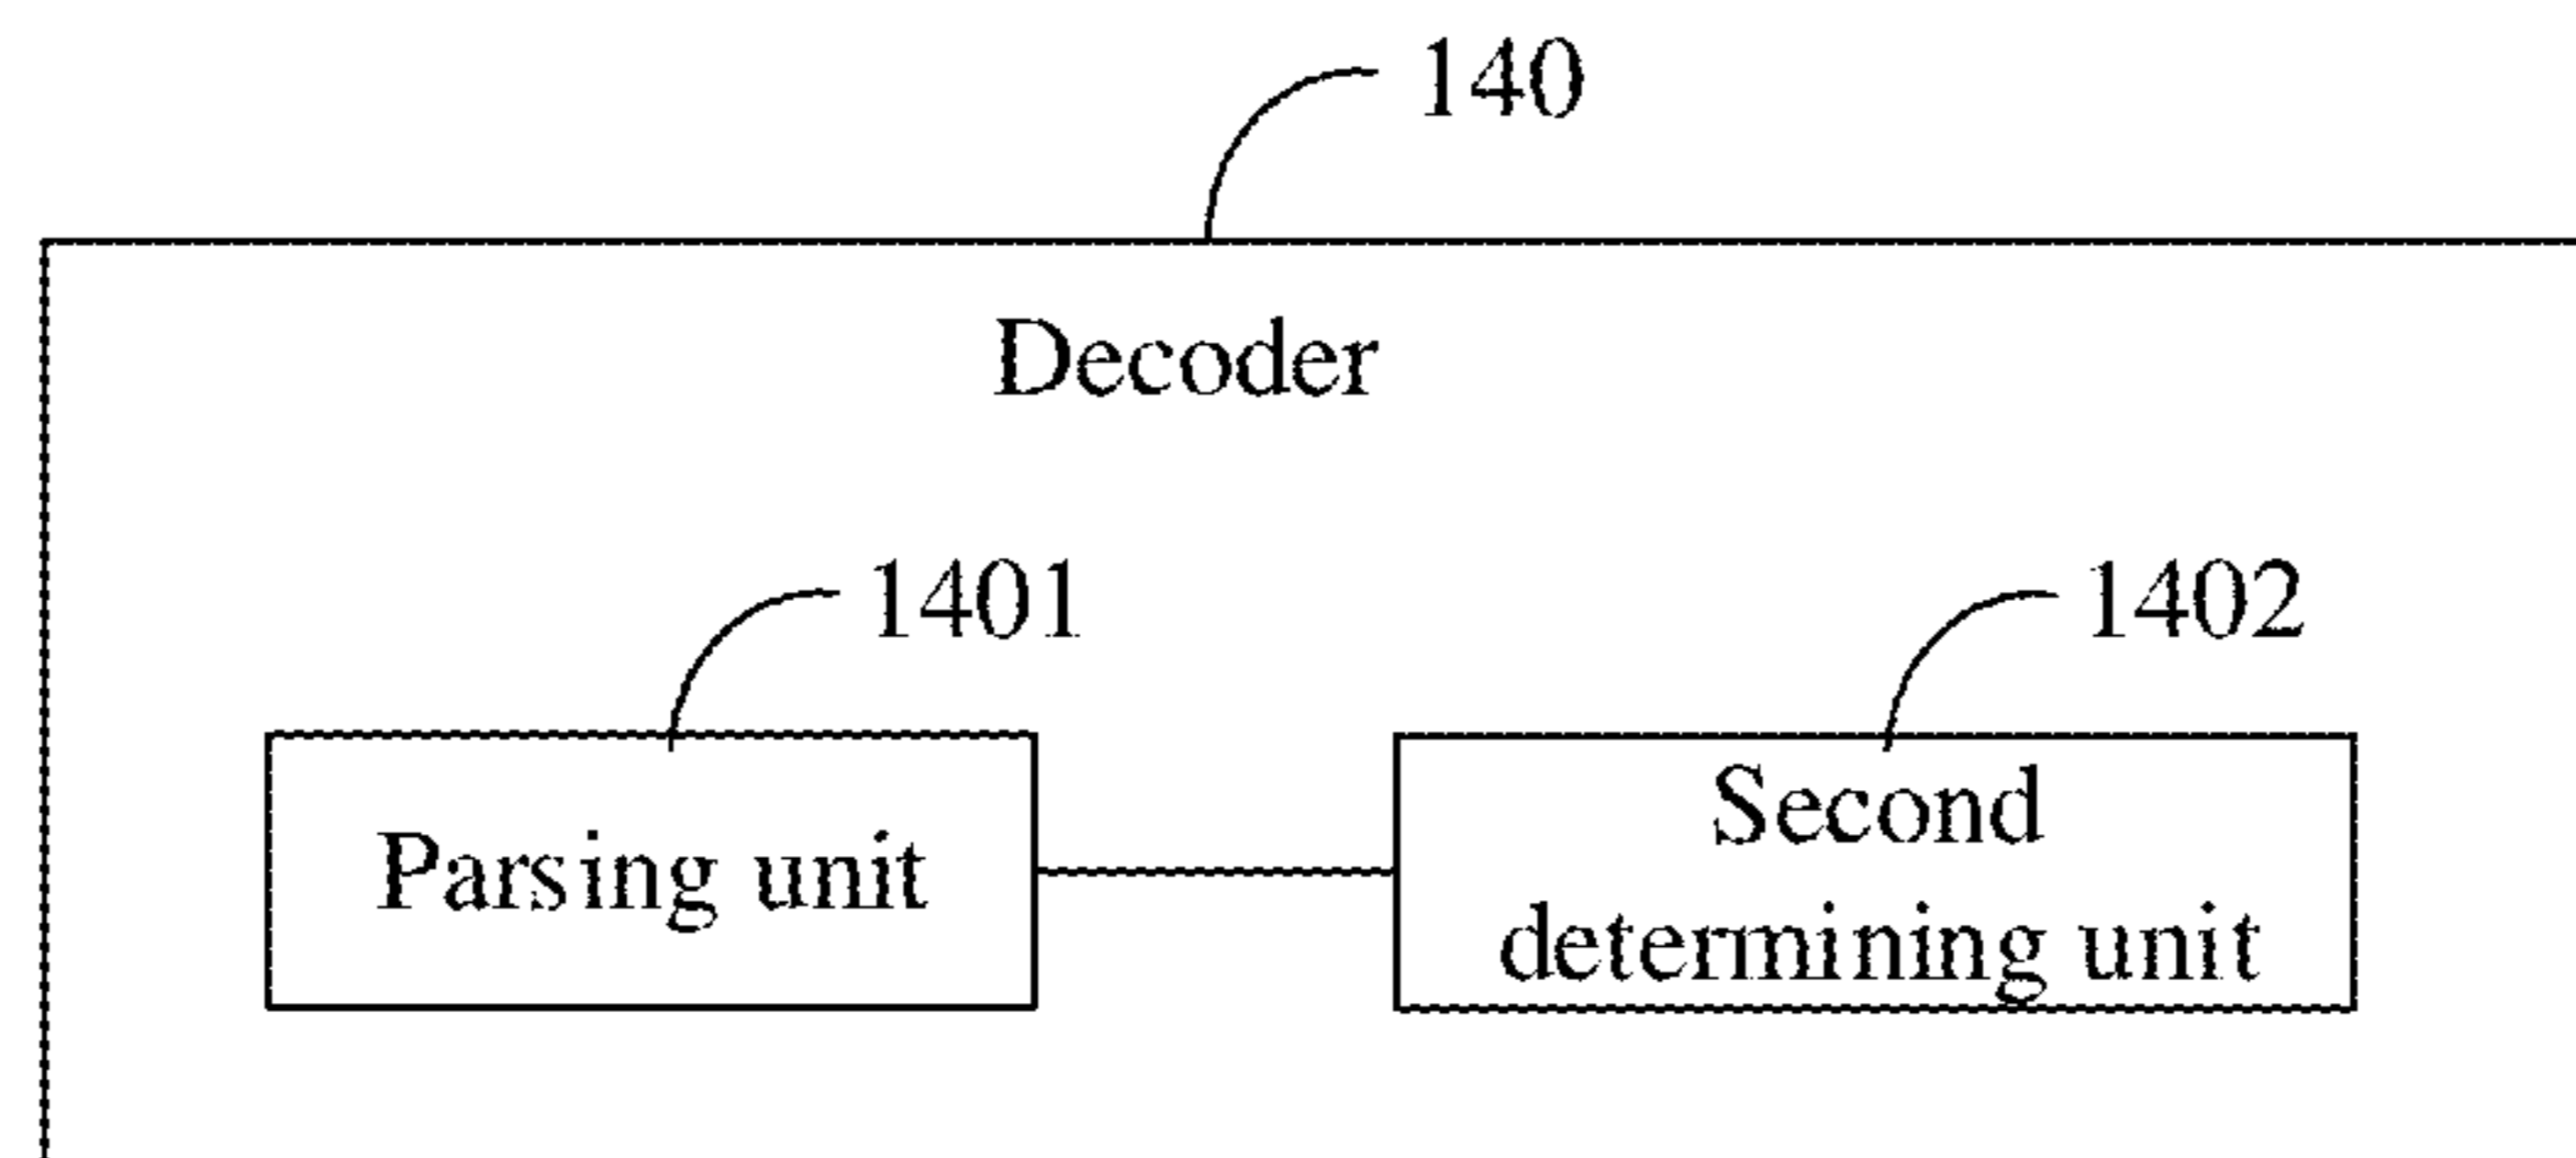 140
Decoder
1401
1402
Parsing unit
Second
determining unit